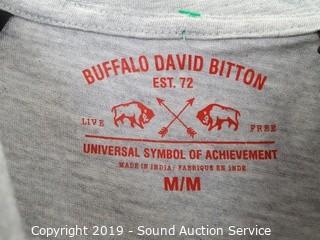 BUFFALO DAVID BITTON
EST. 72
LIVE FREE
UNIVERSAL SYMBOL OF ACHIEVEMENT
MADE IN INDIA/ FABRIQUE EN INDE
M/M
Copyright 2019 - Sound Auction Service